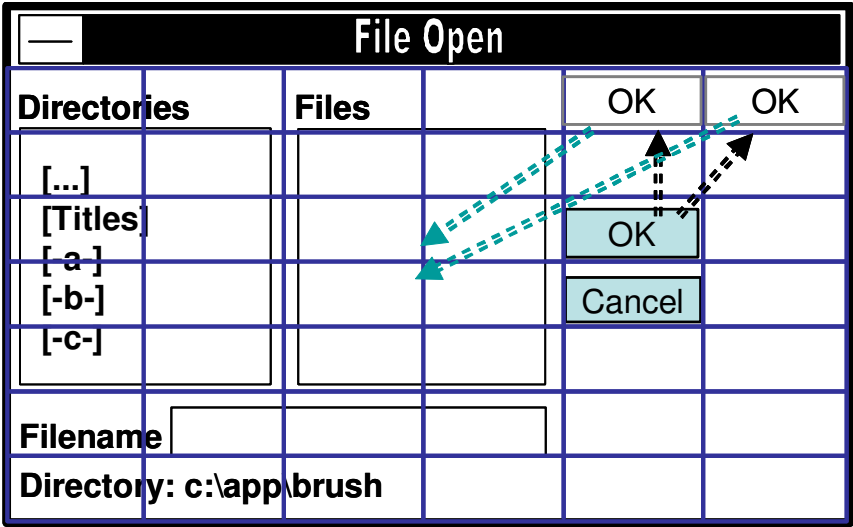 File Open
Directories
Files
OK
OK
[...]
[Titles]
[-a-]
[-b-]
[-c-]
OK
Cancel
Filename
Directory: c:\app\brush